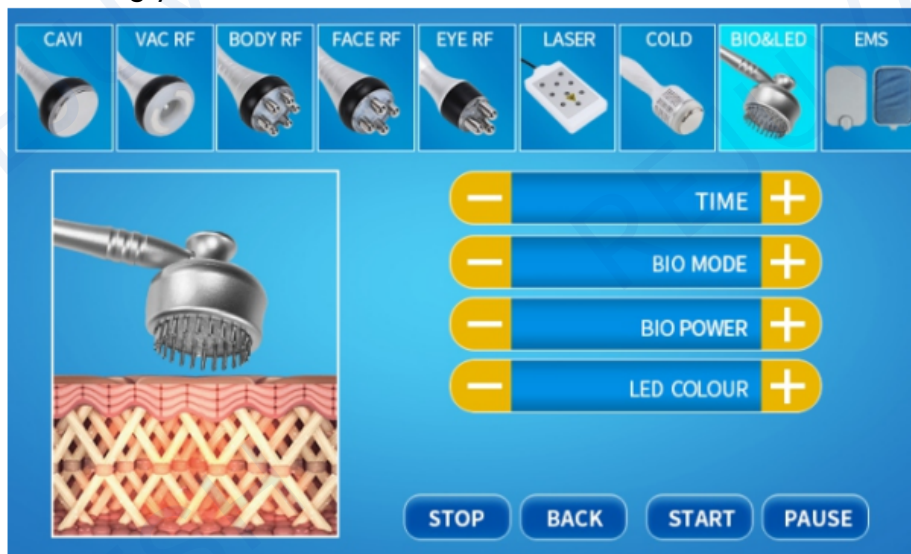 CAVI
VAC RF
BODY RF
FACE RF
EYE RF
LASER
COLD
BIO&LED
EMS
TIME
BIO MODE
BIO POWER
LED COLOUR
STOP
BACK
START
PAUSE